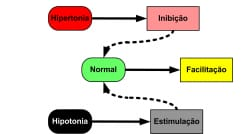 Hipertonia
Inibição
Normal
Facilitação
Hipotonia
Estimulação